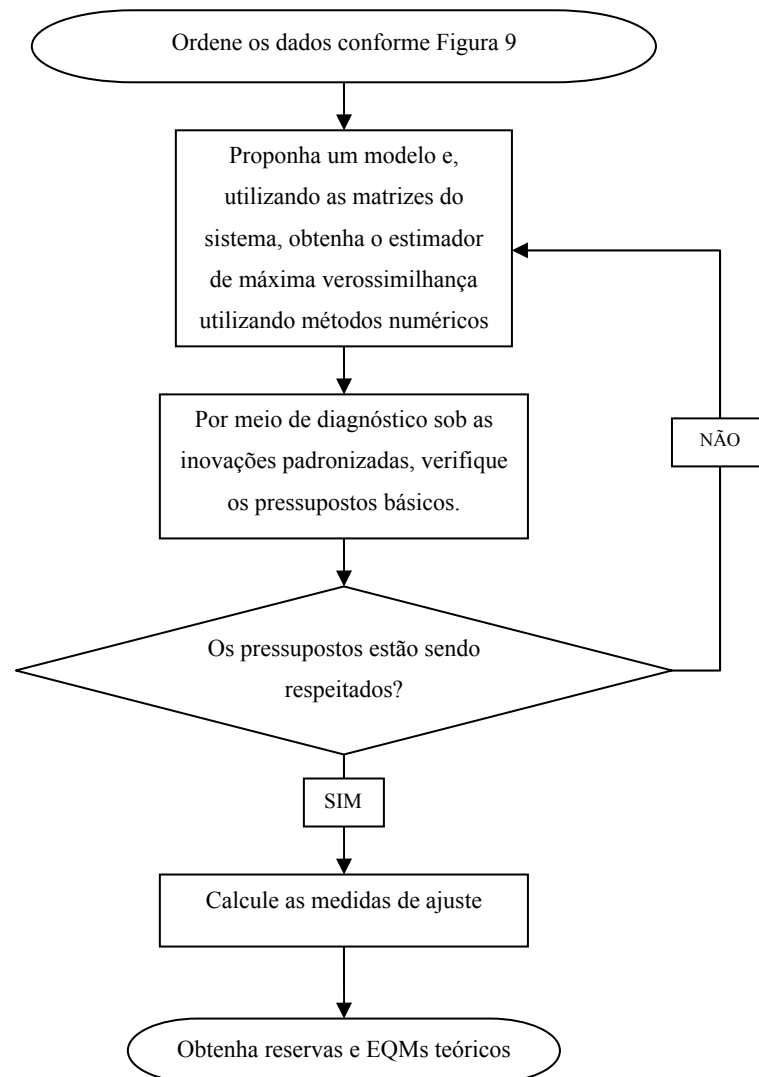 Ordene os dados conforme Figura 9
Proponha um modelo e,
utilizando as matrizes do
sistema, obtenha o estimador
de máxima verossimilhança
utilizando métodos numéricos
Por meio de diagnóstico sob as
inovações padronizadas, verifique
os pressupostos básicos.
NÃO
Os pressupostos estão sendo
respeitados?
SIM
Calcule as medidas de ajuste
Obtenha reservas e EQMs teóricos